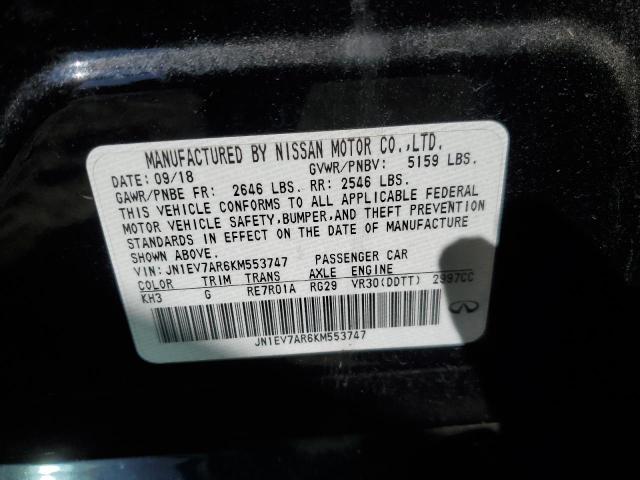 MANUFACTURED BY NISSAN MOTOR CO.,LTD.
DATE: 09/18 GVWR/PNBV: 5159 LBS.
GAWR/PNBE FR: 2646 LBS. RR: 2546 LBS.
THIS VEHICLE CONFORMS TO ALL APPLICABLE FEDERAL
MOTOR VEHICLE SAFETY,BUMPER,AND THEFT PREVENTION
STANDARDS IN EFFECT ON THE DATE OF MANUFACTURE
SHOWN ABOVE.
VIN: JN1EV7AR6KM553747 PASSENGER CAR
COLOR TRIM TRANS AXLE ENGINE
KH3 G RE7R01A RG29 VR30(DDTT) 2997CC
JN1EV7AR6KM553747